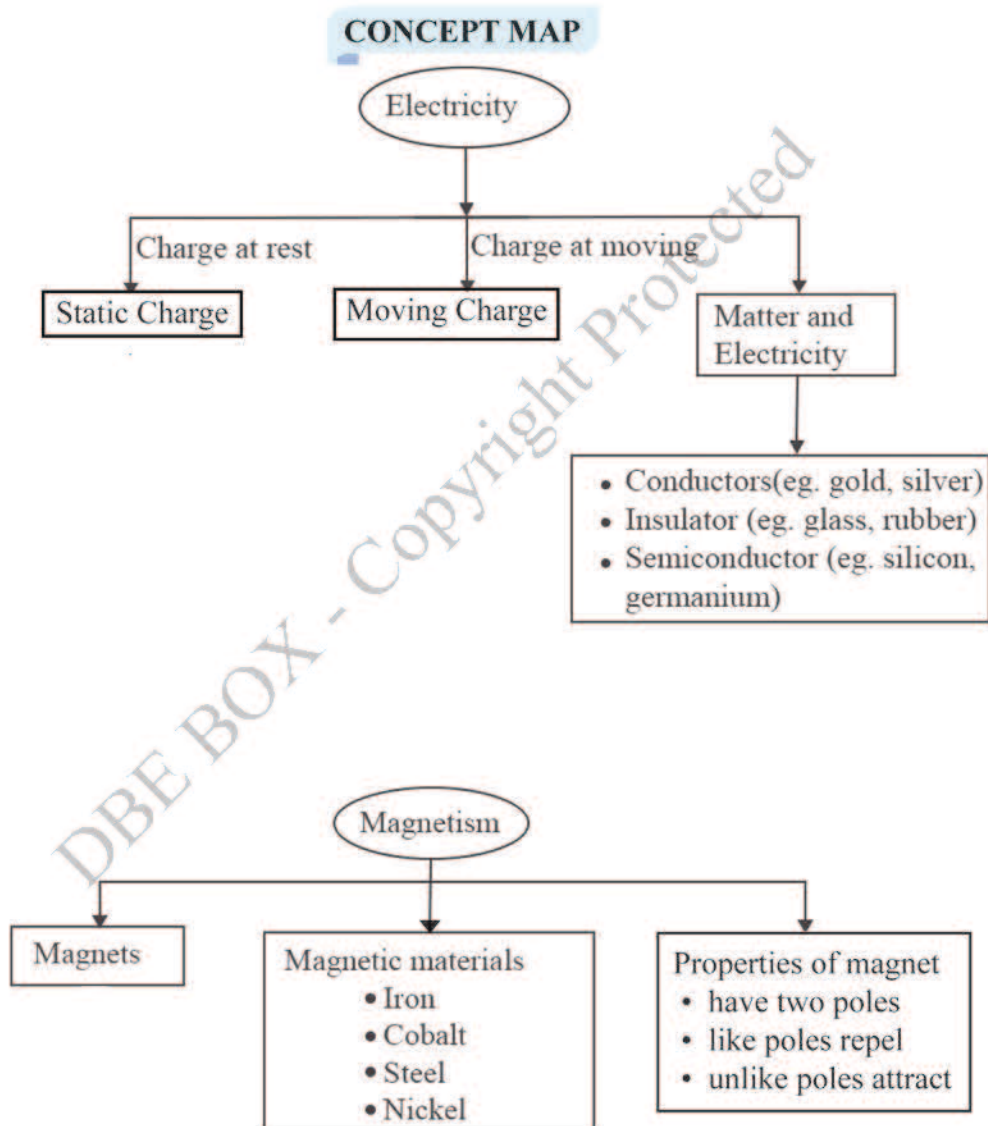 CONCEPT MAP
Electricity
Charge at rest
Charge at moving
Static Charge
Moving Charge
Matter and
Electricity
• Conductors(eg. gold, silver)
• Insulator (eg. glass, rubber)
• Semiconductor (eg. silicon,
germanium)
DBE BOX - Copyright Protected
Magnetism
Magnets
Magnetic materials
• Iron
• Cobalt
• Steel
• Nickel
Properties of magnet
• have two poles
• like poles repel
• unlike poles attract